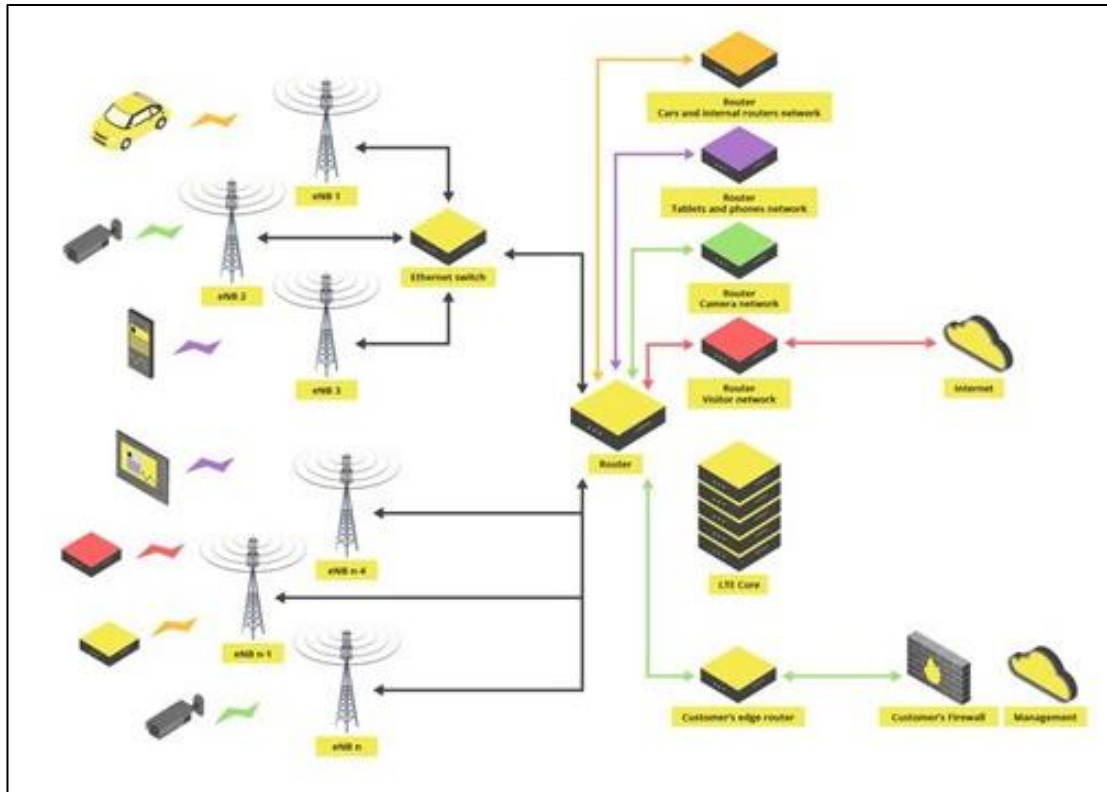 Router
Cars and internal routers network
eNB 1
Router
Tablets and phones network
eNB 2
Ethernet switch
Router
Camera network
eNB 3
Router
Visitor network
Internet
Router
eNB n-4
LTE Core
eNB n-1
Customer's edge router
Customer's Firewall
Management
eNB n